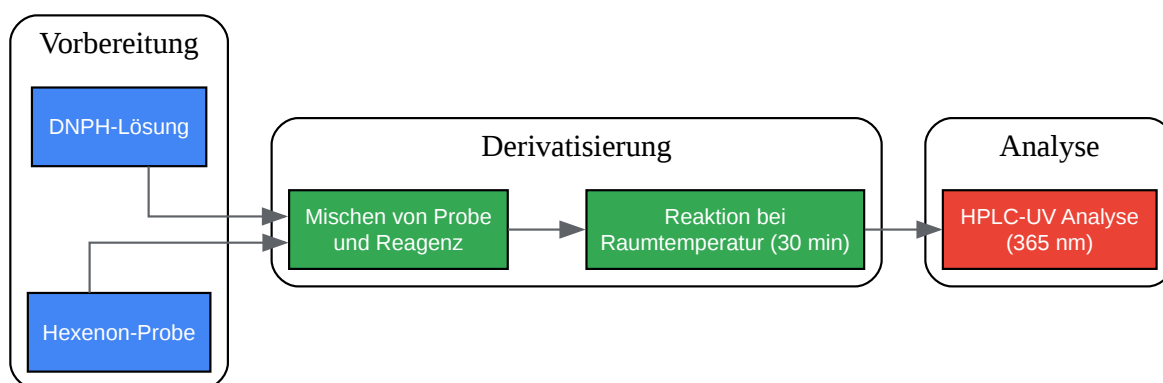 Vorbereitung
DNPH-Lösung
Hexenon-Probe
Derivatisierung
Mischen von Probe
und Reagenz
Reaktion bei
Raumtemperatur (30 min)
Analyse
HPLC-UV Analyse
(365 nm)